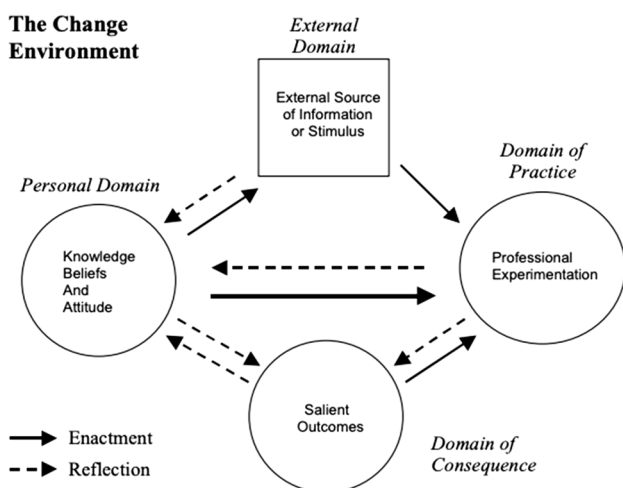 The Change
Environment
External
Domain
External Source
of Information
or Stimulus
Personal Domain
Domain of
Practice
Knowledge
Beliefs
And
Attitude
Professional
Experimentation
Salient
Outcomes
Domain of
Consequence
Enactment
Reflection